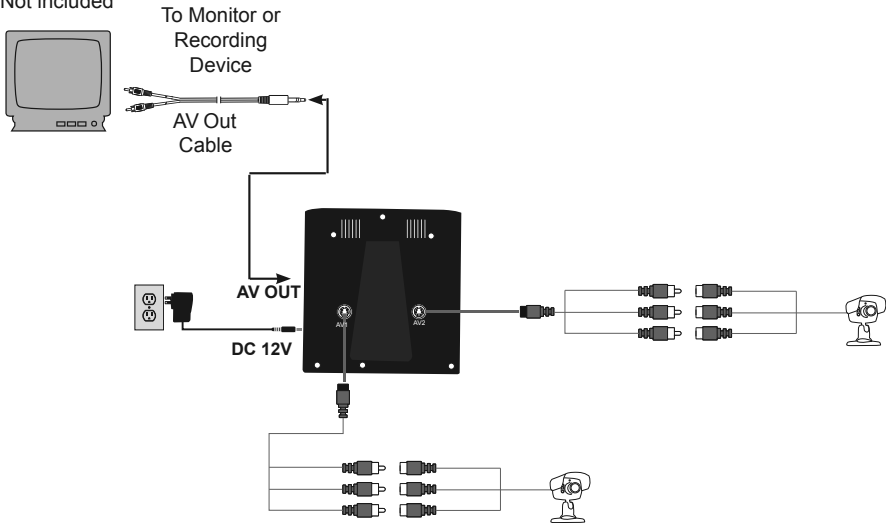 Not included
To Monitor or
Recording
Device
AV Out
Cable
AV OUT
AV1
AV2
DC 12V